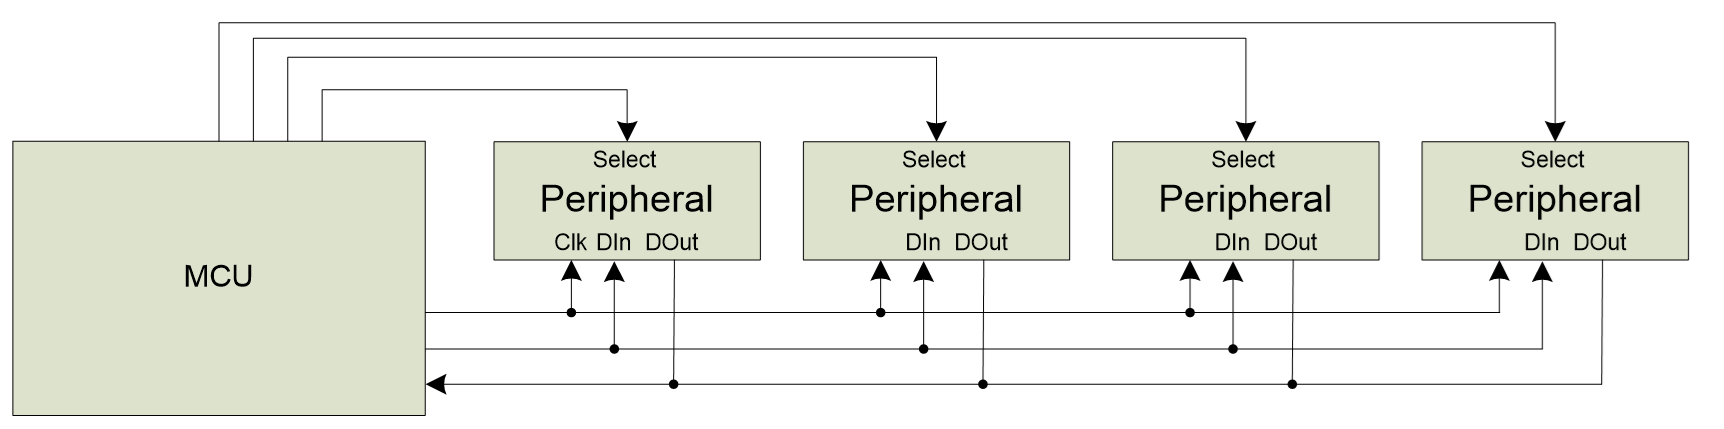 MCU
Select
Peripheral
Clk DIn DOut
Select
Peripheral
DIn DOut
Select
Peripheral
DIn DOut
Select
Peripheral
DIn DOut